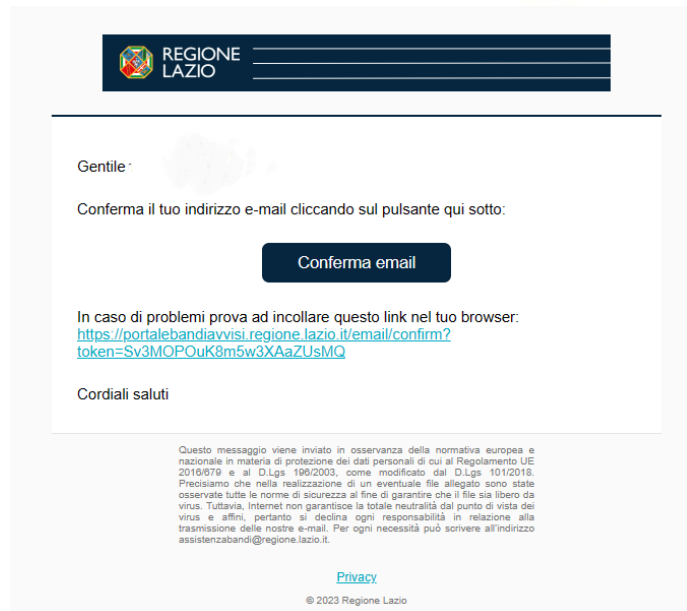 REGIONE
LAZIO
Gentile
Conferma il tuo indirizzo e-mail cliccando sul pulsante qui sotto:
Conferma email
In caso di problemi prova ad incollare questo link nel tuo browser:
https://portalebandiavvisi.regione.lazio.it/email/confirm?
token=Sv3MOPOuK8m5w3XAaZUsMQ
Cordiali saluti
Questo messaggio viene inviato in osservanza della normativa europea e
nazionale in materia di protezione dei dati personali di cui al Regolamento UE
2016/679 e al D.Lgs 196/2003, come modificato dal D.Lgs 101/2018.
Precisiamo che nella realizzazione di un eventuale file allegato sono state
osservate tutte le norme di sicurezza al fine di garantire che il file sia libero da
virus. Tuttavia, Internet non garantisce la totale neutralità dal punto di vista dei
virus e affini, pertanto si declina ogni responsabilità in relazione alla
trasmissione delle nostre e-mail. Per ogni necessità può scrivere all'indirizzo
assistenzabandi@regione.lazio.it.
Privacy
© 2023 Regione Lazio